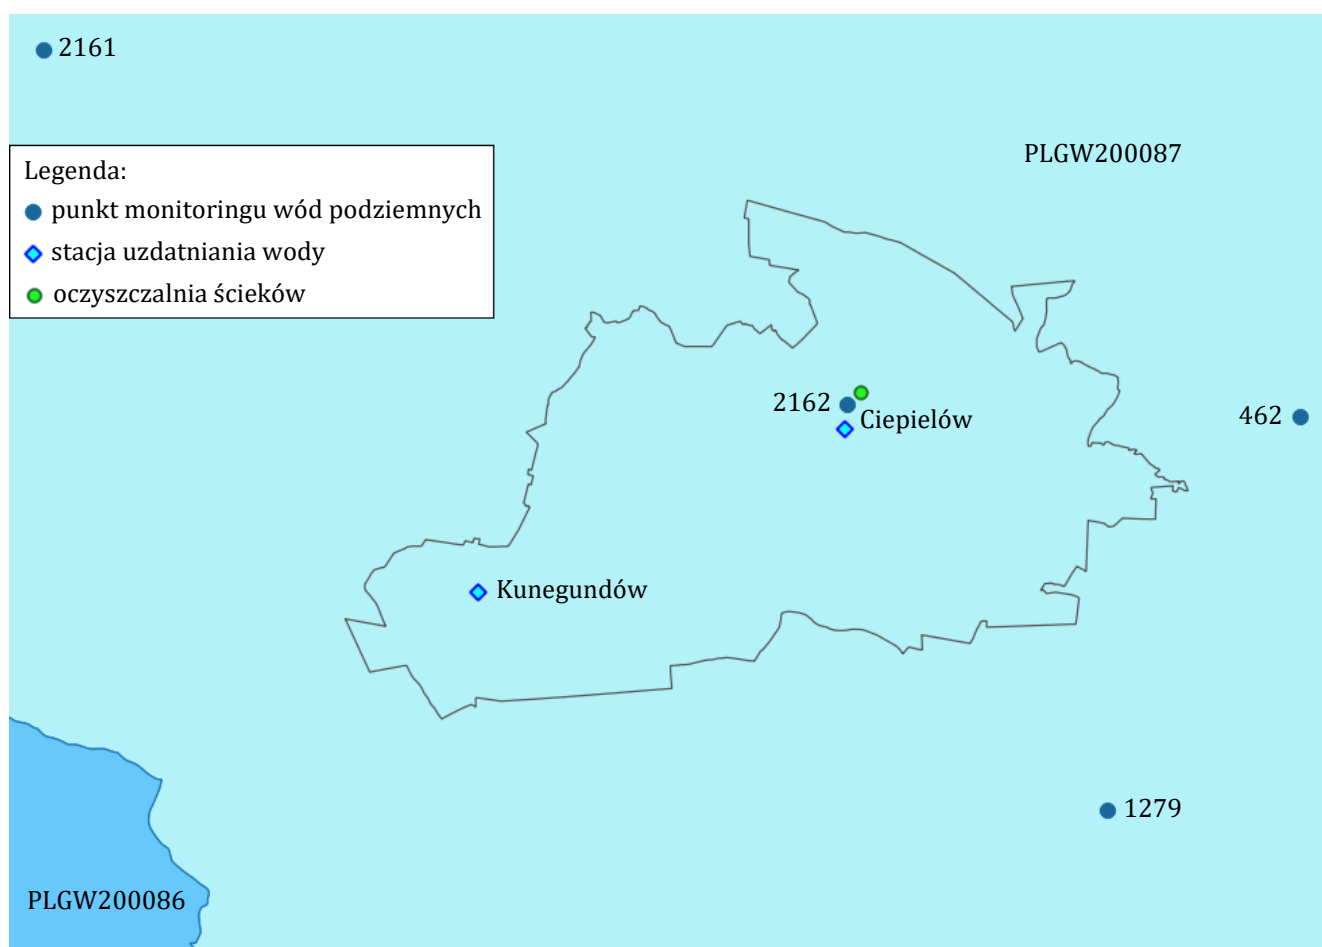 2161
PLGW200087
Legenda:
punkt monitoringu wód podziemnych
stacja uzdatniania wody
oczyszczalnia ścieków
2162
Ciepielów
462
Kunegundów
1279
PLGW200086